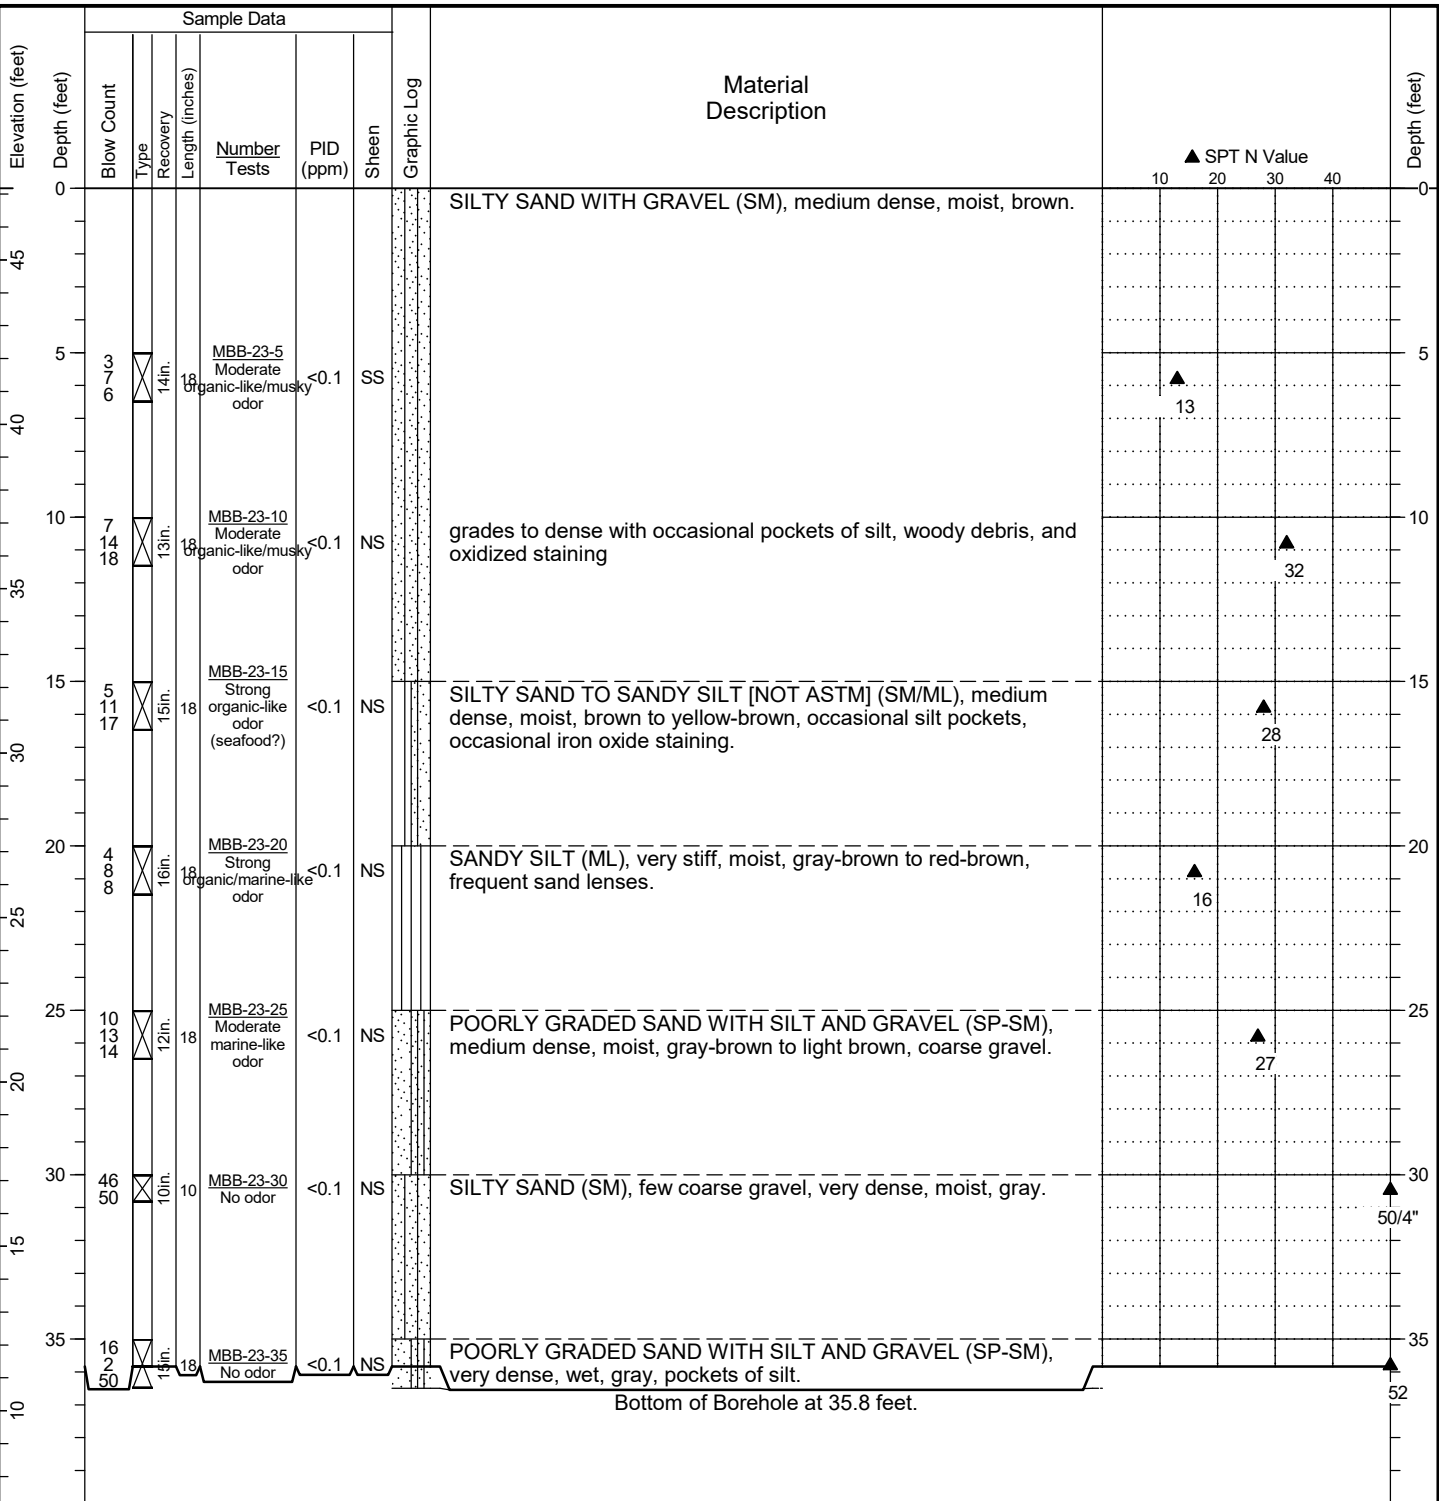 Sample Data
Elevation (feet)
Depth (feet)
Blow Count
Type
Recovery
Length (inches)
Number
Tests
PID
(ppm)
Sheen
Graphic Log
Material
Description
▲ SPT N Value
10 20 30 40
Depth (feet)
0 SILTY SAND WITH GRAVEL (SM), medium dense, moist, brown. 0
45
5 5
3
7
6
14in.
18
MBB-23-5
Moderate
organic-like/musky
odor
<0.1
SS
13
40
10 10
7
14
18
13in.
18
MBB-23-10
Moderate
organic-like/musky
odor
<0.1
NS
grades to dense with occasional pockets of silt, woody debris, and
oxidized staining
32
35
15 15
5
11
17
15in.
18
MBB-23-15
Strong
organic-like
odor
(seafood?)
<0.1
NS
SILTY SAND TO SANDY SILT [NOT ASTM] (SM/ML), medium
dense, moist, brown to yellow-brown, occasional silt pockets,
occasional iron oxide staining.
28
30
20 20
4
8
8
16in.
18
MBB-23-20
Strong
organic/marine-like
odor
<0.1
NS
SANDY SILT (ML), very stiff, moist, gray-brown to red-brown,
frequent sand lenses.
16
25
25 25
10
13
14
12in.
18
MBB-23-25
Moderate
marine-like
odor
<0.1
NS
POORLY GRADED SAND WITH SILT AND GRAVEL (SP-SM),
medium dense, moist, gray-brown to light brown, coarse gravel.
27
20
30 30
46
50
10in.
10
MBB-23-30
No odor
<0.1
NS
SILTY SAND (SM), few coarse gravel, very dense, moist, gray.
50/4"
15
35 35
16
2
50
15in.
18
MBB-23-35
No odor
<0.1
NS
POORLY GRADED SAND WITH SILT AND GRAVEL (SP-SM),
very dense, wet, gray, pockets of silt.
52
10
Bottom of Borehole at 35.8 feet.